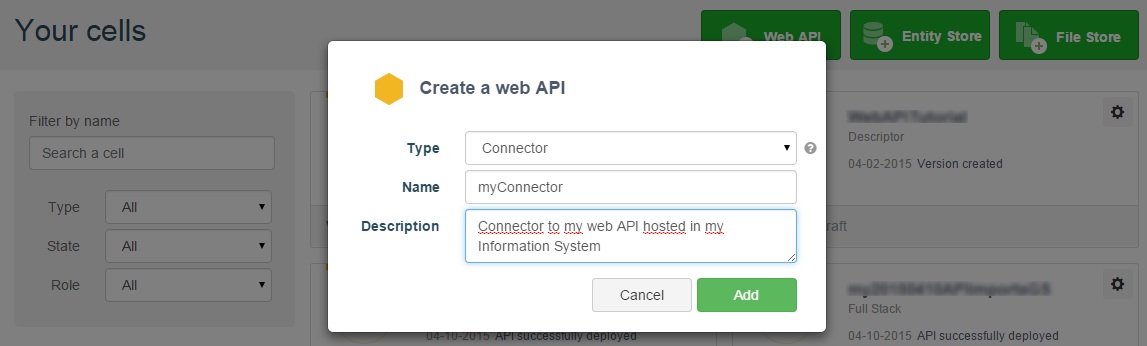 Your cells
Web API
Entity Store
File Store
Create a web API
Type Connector
Name myConnector
Description Connector to my web API hosted in my
Information System
Cancel Add
Filter by name
Search a cell
Type All
State All
Role All
Descriptor
04-02-2015 Version created
Full Stack
04-10-2015 API successfully deployed
04-10-2015 API successfully deployed